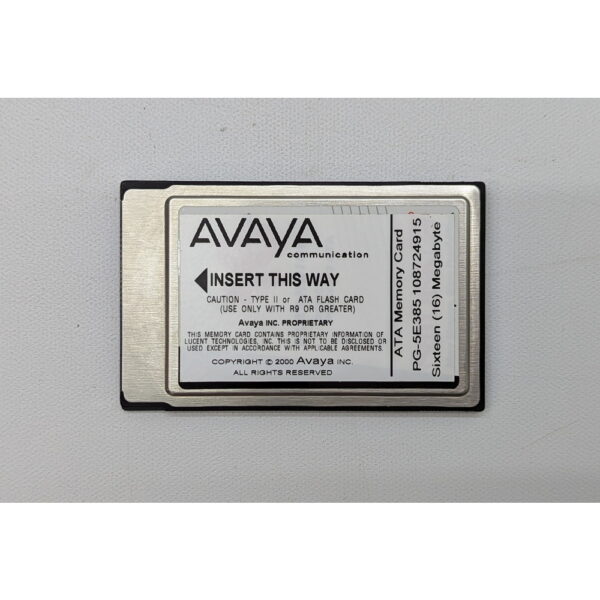 AVAYA
communication
INSERT THIS WAY
CAUTION - TYPE II or ATA FLASH CARD
(USE ONLY WITH R9 OR GREATER)
Avaya INC. PROPRIETARY
THIS MEMORY CARD CONTAINS PROPRIETARY INFORMATION OF
LUCENT TECHNOLOGIES, INC. THIS IS NOT TO BE DISCLOSED OR
USED EXCEPT IN ACCORDANCE WITH APPLICABLE AGREEMENTS.
COPYRIGHT © 2000 Avaya INC.
ALL RIGHTS RESERVED
ATA Memory Card
PG-5E385 108724915
Sixteen (16) Megabyte